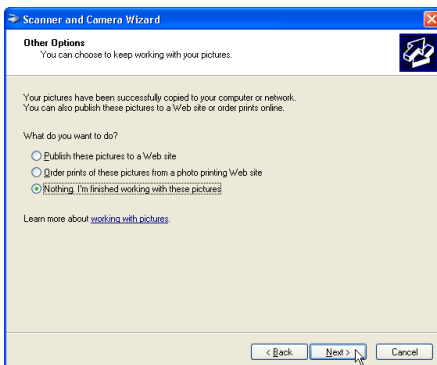 Scanner and Camera Wizard
Other Options
You can choose to keep working with your pictures.
Your pictures have been successfully copied to your computer or network.
You can also publish these pictures to a Web site or order prints online.
What do you want to do?
Publish these pictures to a Web site
Order prints of these pictures from a photo printing Web site
Nothing. I'm finished working with these pictures
Learn more about working with pictures.
< Back Next > Cancel